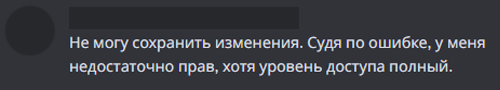 Не могу сохранить изменения. Судя по ошибке, у меня
недостаточно прав, хотя уровень доступа полный.